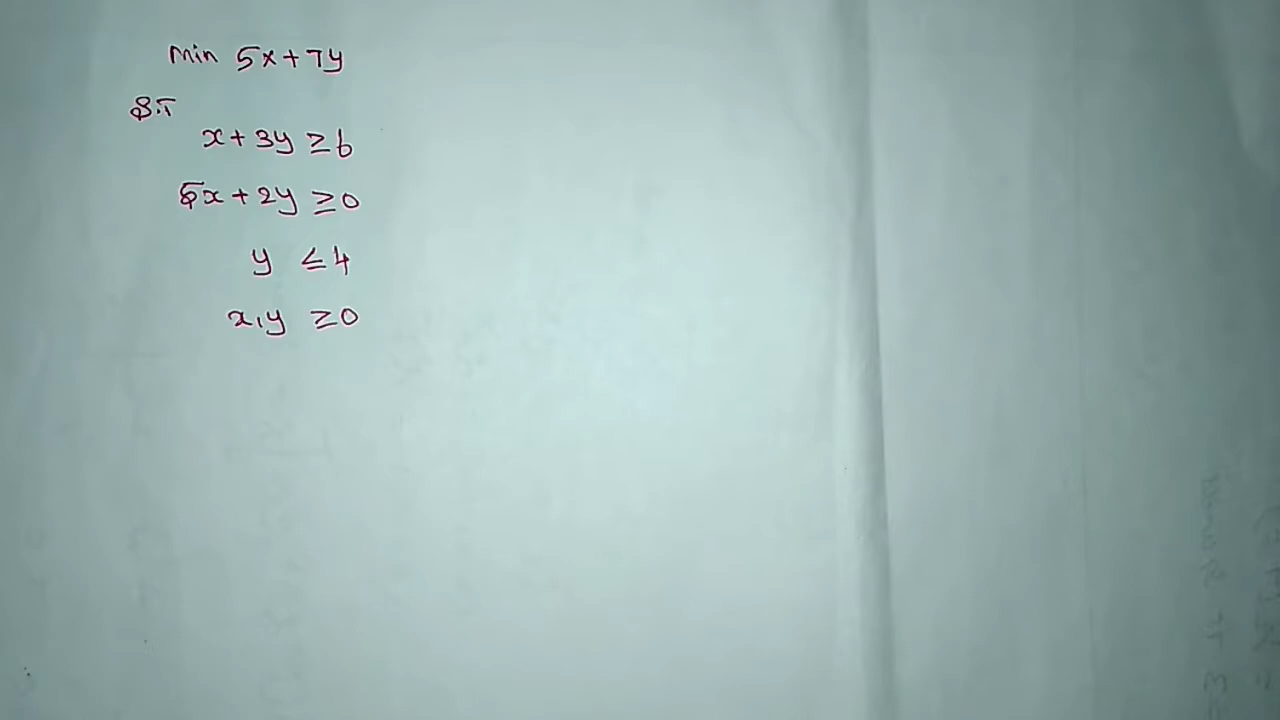 Min 5x+7y
S.T
x+3y ≥6
5x+2y ≥0
y ≤4
x,y ≥0